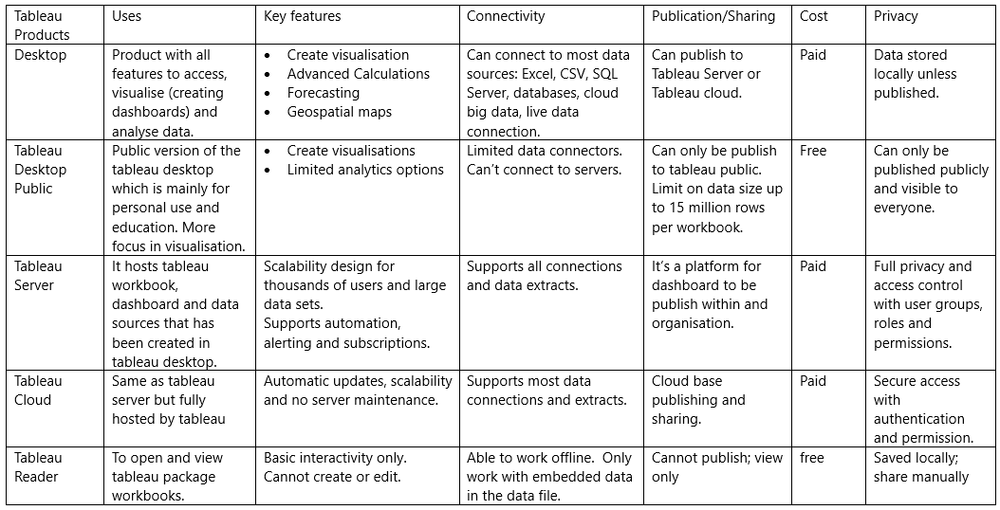 Tableau
Products
Uses
Key features
Connectivity
Publication/Sharing
Cost
Privacy
Desktop
Product with all
features to access,
visualise (creating
dashboards) and
analyse data.
• Create visualisation
• Advanced Calculations
• Forecasting
• Geospatial maps
Can connect to most data
sources: Excel, CSV, SQL
Server, databases, cloud
big data, live data
connection.
Can publish to
Tableau Server or
Tableau cloud.
Paid
Data stored
locally unless
published.
Tableau
Desktop
Public
Public version of the
tableau desktop
which is mainly for
personal use and
education. More
focus in visualisation.
• Create visualisations
• Limited analytics options
Limited data connectors.
Can't connect to servers.
Can only be publish
to tableau public.
Limit on data size up
to 15 million rows
per workbook.
Free
Can only be
published publicly
and visible to
everyone.
Tableau
Server
It hosts tableau
workbook,
dashboard and data
sources that has
been created in
tableau desktop.
Scalability design for
thousands of users and large
data sets.
Supports automation,
alerting and subscriptions.
Supports all connections
and data extracts.
It's a platform for
dashboard to be
publish within and
organisation.
Paid
Full privacy and
access control
with user groups,
roles and
permissions.
Tableau
Cloud
Same as tableau
server but fully
hosted by tableau
Automatic updates, scalability
and no server maintenance.
Supports most data
connections and extracts.
Cloud base
publishing and
sharing.
Paid
Secure access
with
authentication
and permission.
Tableau
Reader
To open and view
tableau package
workbooks.
Basic interactivity only.
Cannot create or edit.
Able to work offline.  Only
work with embedded data
in the data file.
Cannot publish; view
only
free
Saved locally;
share manually